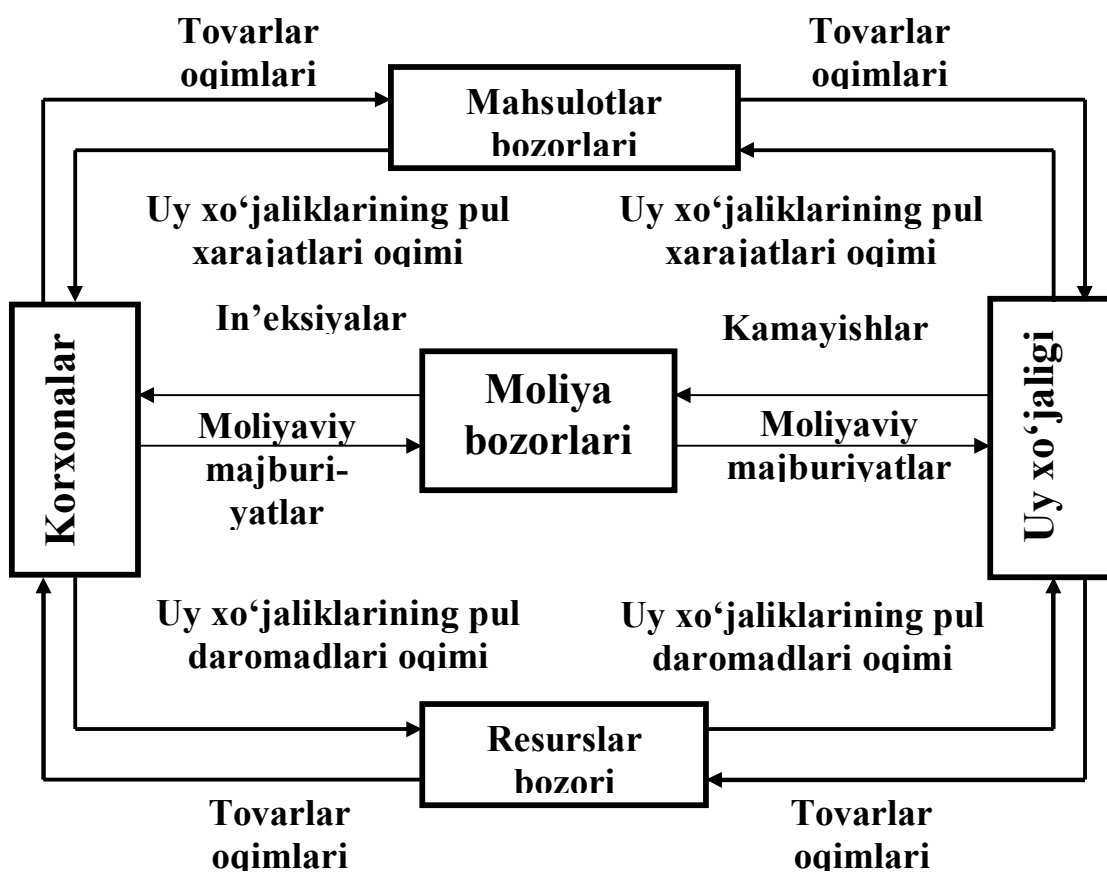 Tovarlar
oqimlari
Tovarlar
oqimlari
Mahsulotlar
bozorlari
Uy xo‘jaliklarining pul
xarajatlari oqimi
Uy xo‘jaliklarining pul
xarajatlari oqimi
In’eksiyalar
Kamayishlar
Korxonalar
Moliya
bozorlari
Uy xo‘jaligi
Moliyaviy
majburi-
yatlar
Moliyaviy
majburiyatlar
Uy xo‘jaliklarining pul
daromadlari oqimi
Uy xo‘jaliklarining pul
daromadlari oqimi
Resurslar
bozori
Tovarlar
oqimlari
Tovarlar
oqimlari